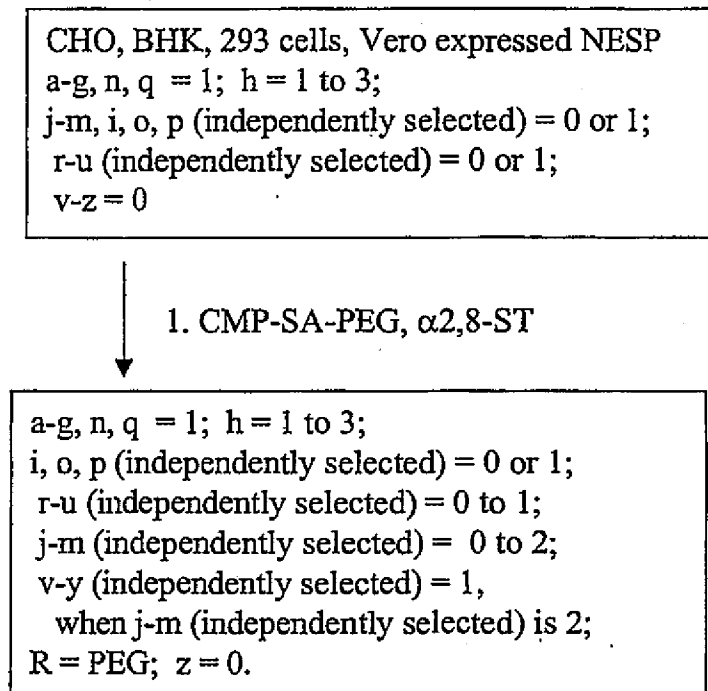 CHO, BHK, 293 cells, Vero expressed NESP
a-g, n, q = 1; h = 1 to 3;
j-m, i, o, p (independently selected) = 0 or 1;
r-u (independently selected) = 0 or 1;
v-z = 0
1. CMP-SA-PEG, α2,8-ST
a-g, n, q = 1; h = 1 to 3;
i, o, p (independently selected) = 0 or 1;
r-u (independently selected) = 0 to 1;
j-m (independently selected) = 0 to 2;
v-y (independently selected) = 1,
when j-m (independently selected) is 2;
R = PEG; z = 0.